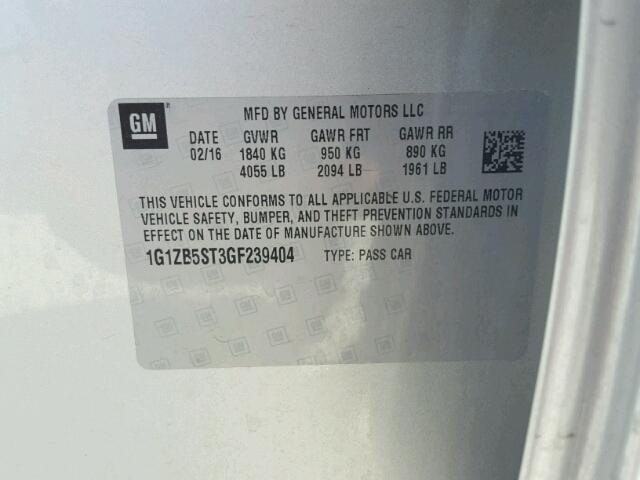 GM MFD BY GENERAL MOTORS LLC
DATE GVWR GAWR FRT GAWR RR
02/16 1840 KG 950 KG 890 KG
4055 LB 2094 LB 1961 LB
THIS VEHICLE CONFORMS TO ALL APPLICABLE U.S. FEDERAL MOTOR
VEHICLE SAFETY, BUMPER, AND THEFT PREVENTION STANDARDS IN
EFFECT ON THE DATE OF MANUFACTURE SHOWN ABOVE.
1G1ZB5ST3GF239404 TYPE: PASS CAR